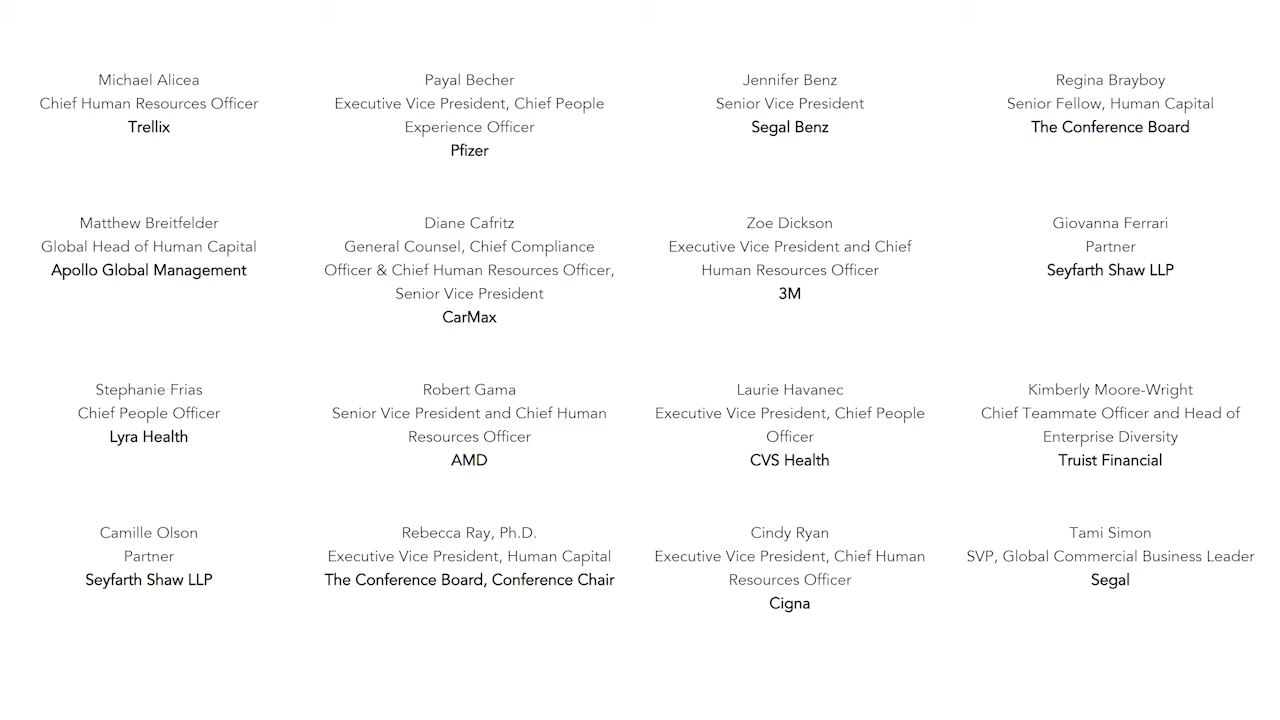 Michael Alicea
Chief Human Resources Officer
Trellix
Payal Becher
Executive Vice President, Chief People
Experience Officer
Pfizer
Jennifer Benz
Senior Vice President
Segal Benz
Regina Brayboy
Senior Fellow, Human Capital
The Conference Board
Matthew Breitfelder
Global Head of Human Capital
Apollo Global Management
Diane Cafritz
General Counsel, Chief Compliance
Officer & Chief Human Resources Officer,
Senior Vice President
CarMax
Zoe Dickson
Executive Vice President and Chief
Human Resources Officer
3M
Giovanna Ferrari
Partner
Seyfarth Shaw LLP
Stephanie Frias
Chief People Officer
Lyra Health
Robert Gama
Senior Vice President and Chief Human
Resources Officer
AMD
Laurie Havanec
Executive Vice President, Chief People
Officer
CVS Health
Kimberly Moore-Wright
Chief Teammate Officer and Head of
Enterprise Diversity
Truist Financial
Camille Olson
Partner
Seyfarth Shaw LLP
Rebecca Ray, Ph.D.
Executive Vice President, Human Capital
The Conference Board, Conference Chair
Cindy Ryan
Executive Vice President, Chief Human
Resources Officer
Cigna
Tami Simon
SVP, Global Commercial Business Leader
Segal